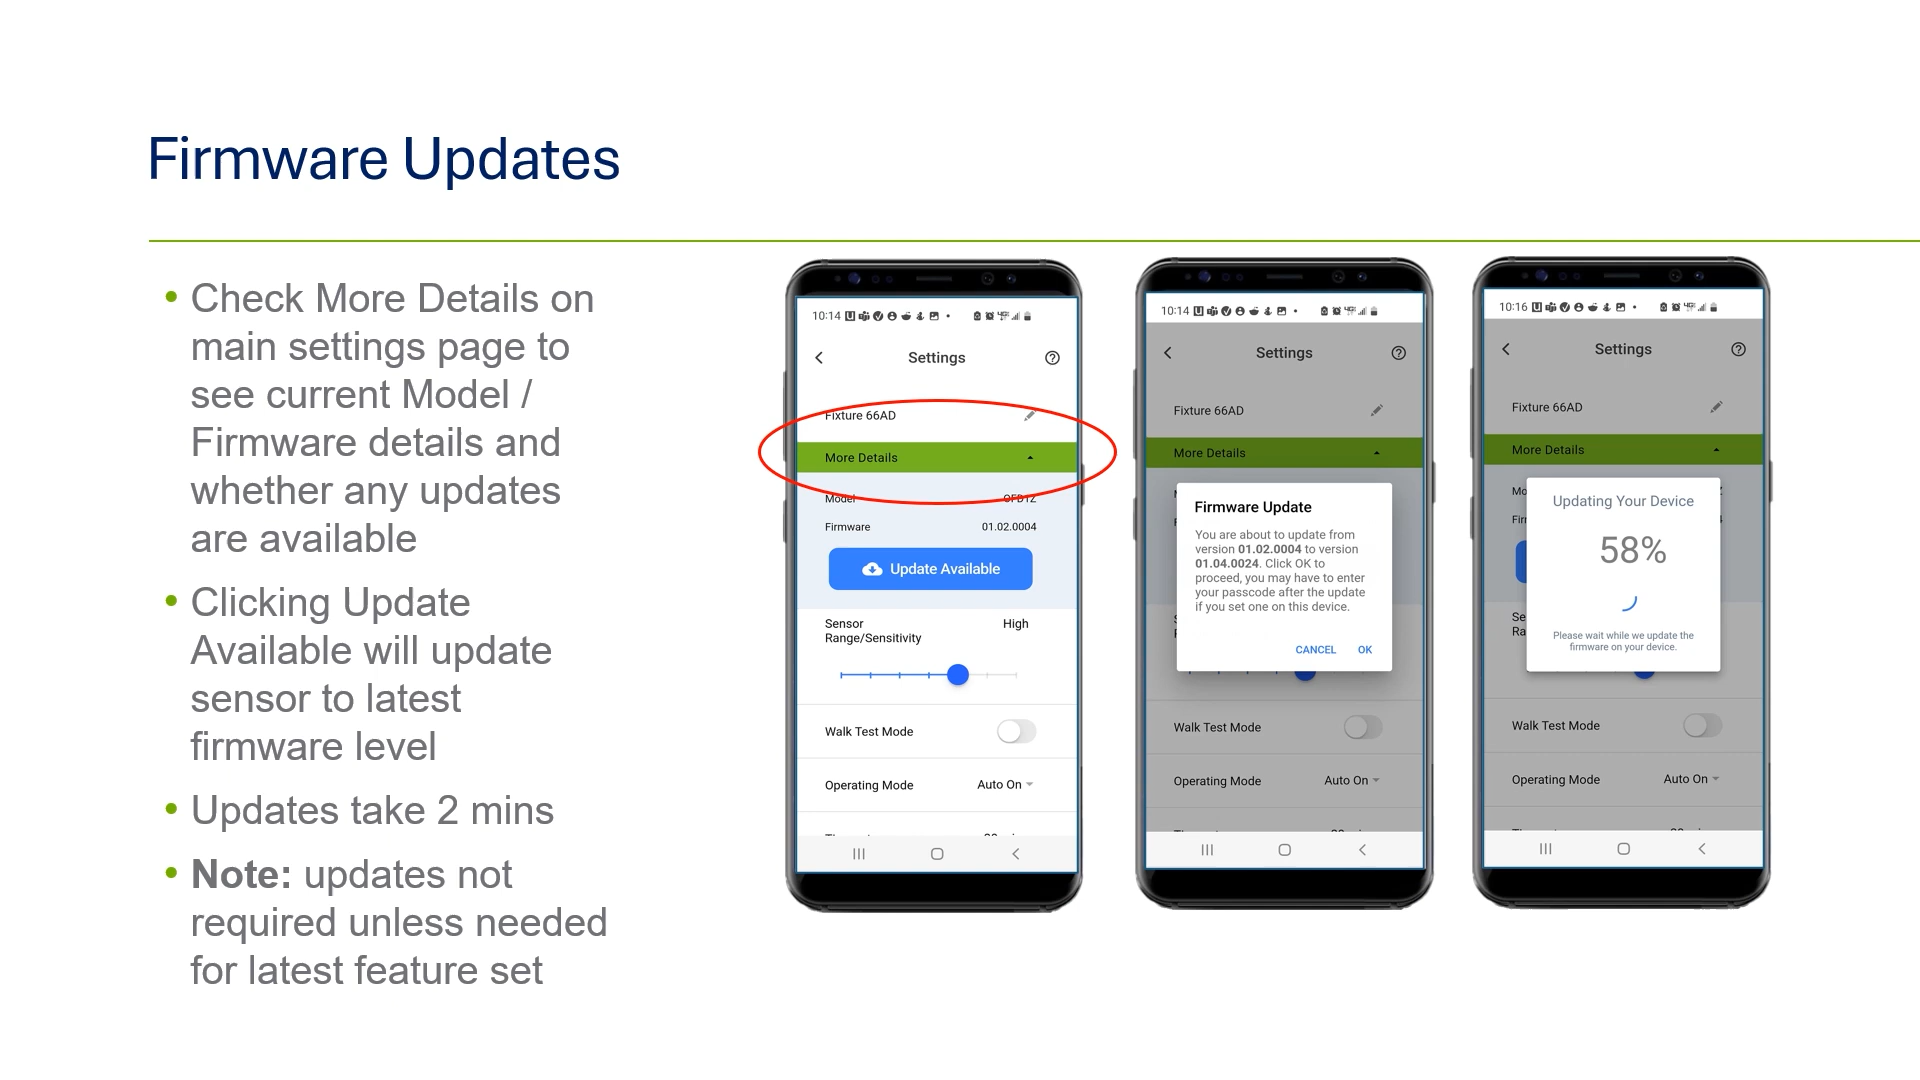 Firmware Updates
• Check More Details on
main settings page to
see current Model /
Firmware details and
whether any updates
are available
• Clicking Update
Available will update
sensor to latest
firmware level
• Updates take 2 mins
• Note: updates not
required unless needed
for latest feature set
10:14
Settings
Fixture 66AD
More Details
Model OFD1Z
Firmware 01.02.0004
Update Available
Sensor High
Range/Sensitivity
Walk Test Mode
Operating Mode Auto On
10:14
Settings
Fixture 66AD
More Details
Firmware Update
You are about to update from
version 01.02.0004 to version
01.04.0024. Click OK to
proceed, you may have to enter
your passcode after the update
if you set one on this device.
CANCEL OK
Walk Test Mode
Operating Mode Auto On
10:16
Settings
Fixture 66AD
More Details
Mo
Updating Your Device
Fir
58%
Se
Ra
Please wait while we update the
firmware on your device.
Walk Test Mode
Operating Mode Auto On